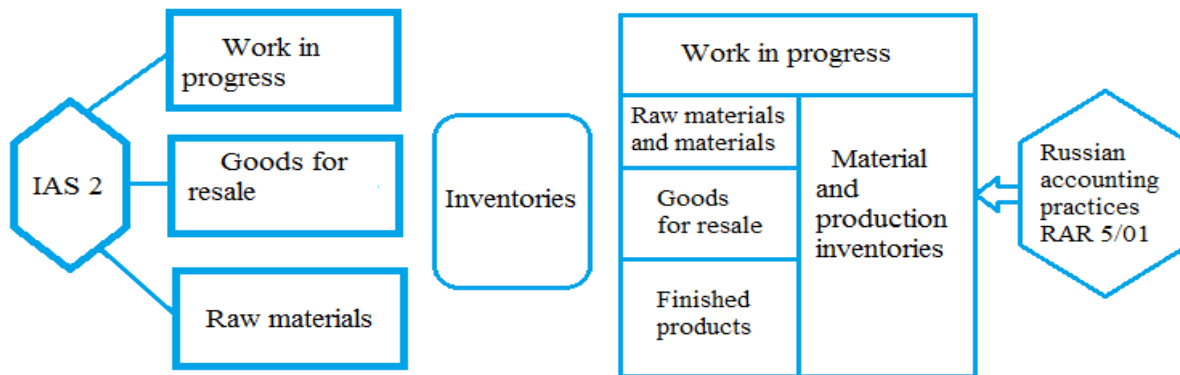 IAS 2
Work in
progress
Goods for
resale
Raw materials
Inventories
Work in progress
Raw materials
and materials
Goods
for resale
Finished
products
Material
and
production
inventories
Russian
accounting
practices
RAR 5/01